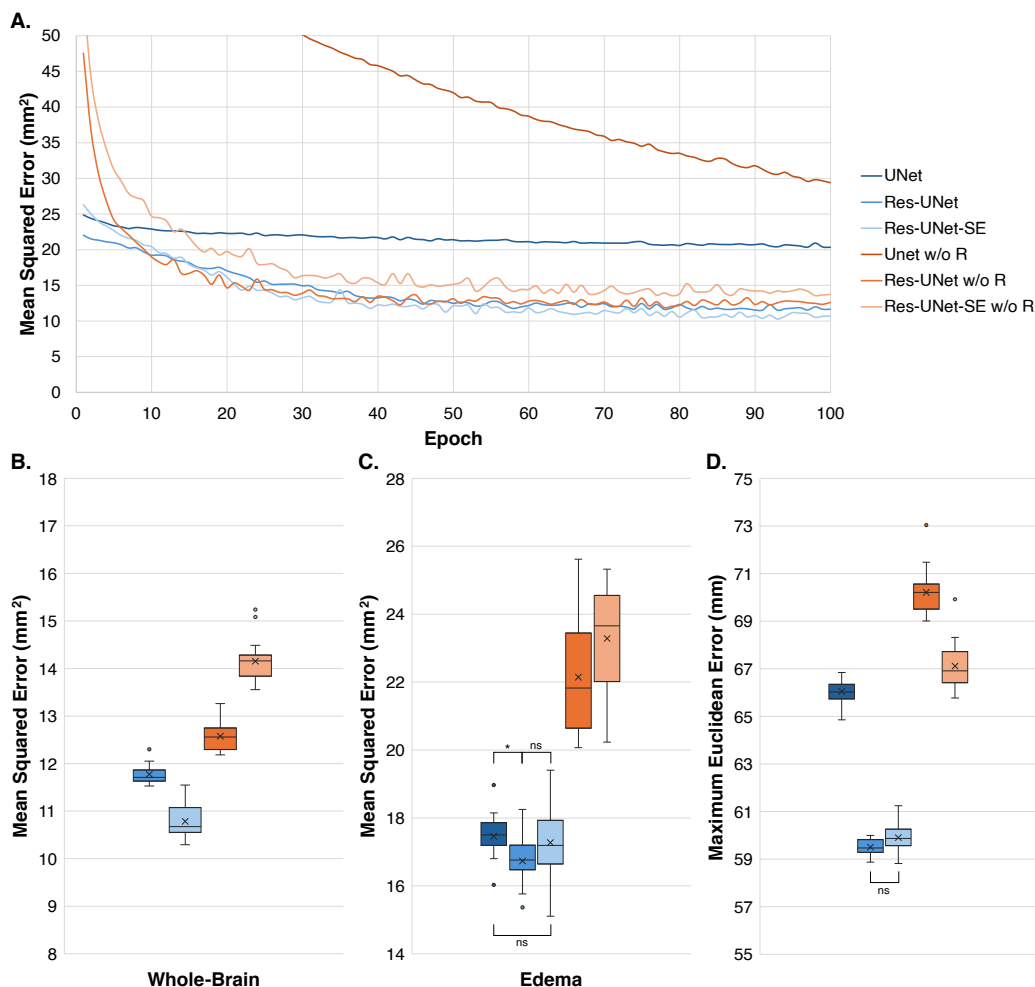 A.
50
45
40
35
30
25
20
15
10
5
0
Mean Squared Error (mm²)
0 10 20 30 40 50 60 70 80 90 100
Epoch
UNet
Res-UNet
Res-UNet-SE
Unet w/o R
Res-UNet w/o R
Res-UNet-SE w/o R
B.
18
17
16
15
14
13
12
11
10
9
8
Mean Squared Error (mm²)
Whole-Brain
C.
28
26
24
22
20
18
16
14
Mean Squared Error (mm²)
* ns
ns
Edema
D.
75
73
71
69
67
65
63
61
59
57
55
Maximum Euclidean Error (mm)
ns